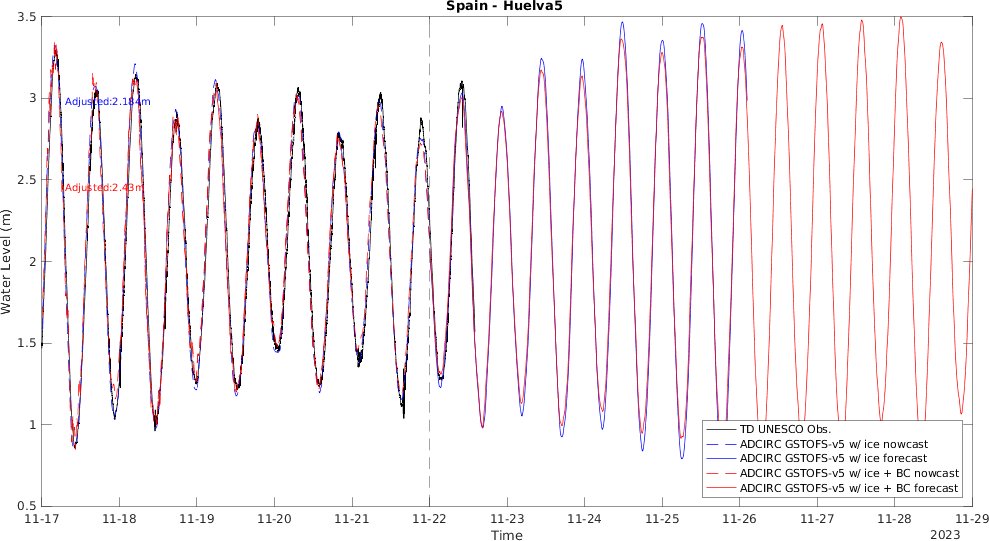 Spain - Huelva5
3.5
3
2.5
2
1.5
1
0.5
Water Level (m)
Adjusted:2.184m
Adjusted:2.43m
TD UNESCO Obs.
ADCIRC GSTOFS-v5 w/ ice nowcast
ADCIRC GSTOFS-v5 w/ ice forecast
ADCIRC GSTOFS-v5 w/ ice + BC nowcast
ADCIRC GSTOFS-v5 w/ ice + BC forecast
11-17 11-18 11-19 11-20 11-21 11-22 11-23 11-24 11-25 11-26 11-27 11-28 11-29
Time
2023